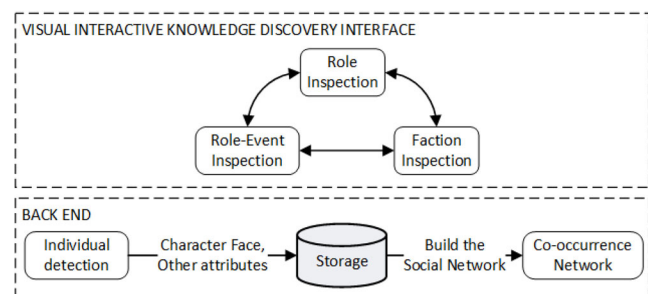 VISUAL INTERACTIVE KNOWLEDGE DISCOVERY INTERFACE
Role
Inspection
Role-Event
Inspection
Faction
Inspection
BACK END
Individual
detection
Character Face,
Other attributes
Storage
Build the
Social Network
Co-occurrence
Network